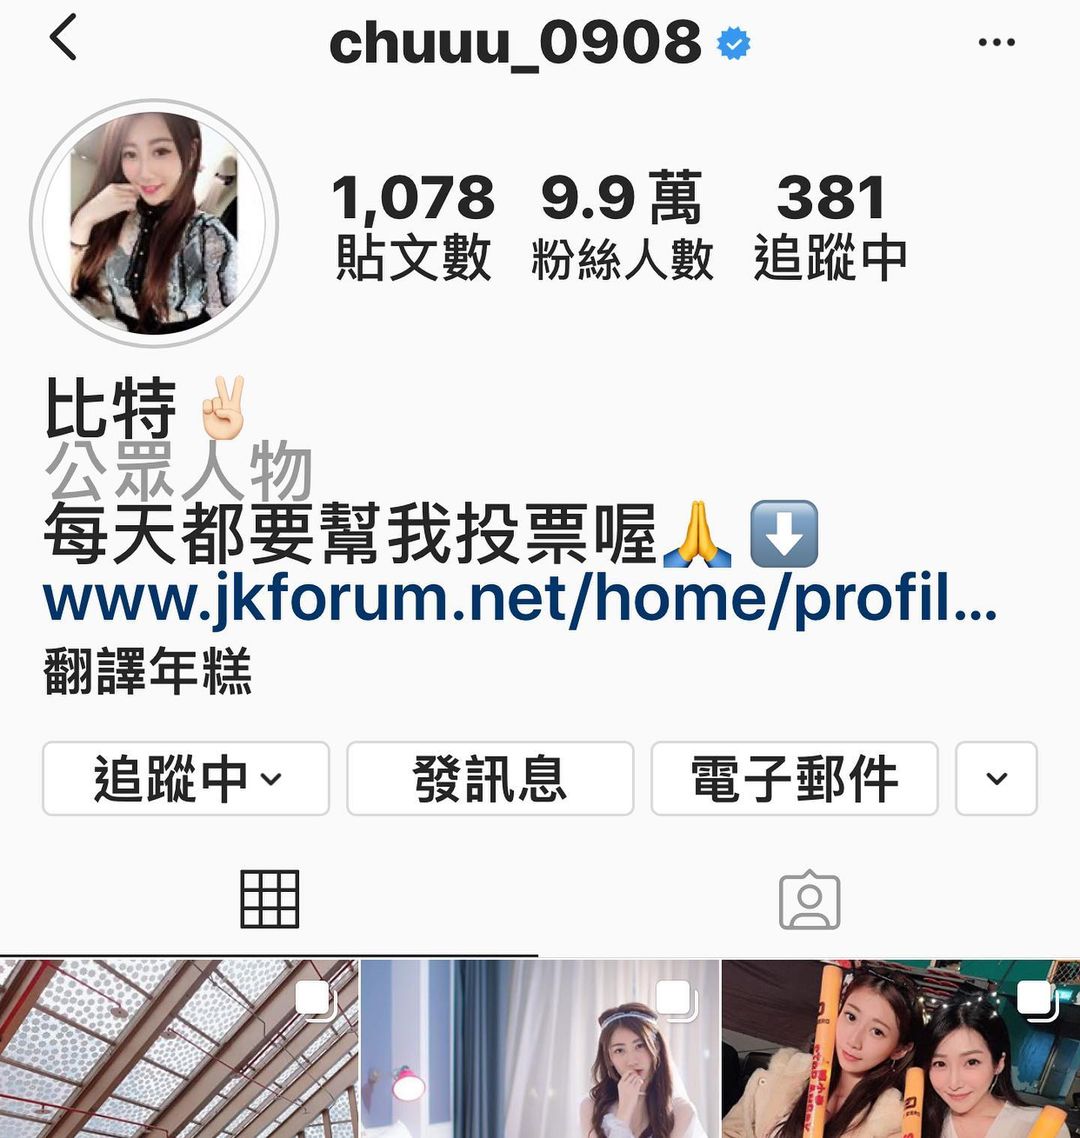 chuuu_0908
1,078 9.9萬 381
貼文數 粉絲人數 追蹤中
比特✌🏻
公眾人物
每天都要幫我投票喔🙏⬇️
www.jkforum.net/home/profil...
翻譯年糕
追蹤中 發訊息 電子郵件